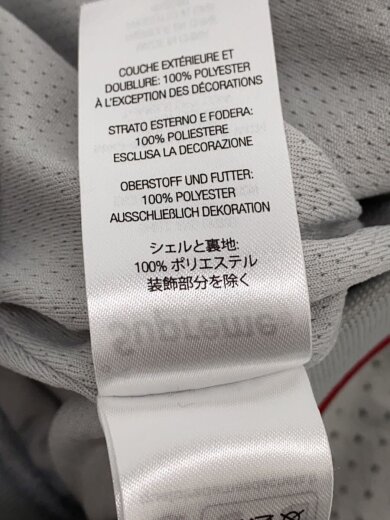 COUCHE EXTÉRIEURE ET
DOUBLURE: 100% POLYESTER
À L'EXCEPTION DES DÉCORATIONS
STRATO ESTERNO E FODERA:
100% POLIESTERE
ESCLUSA LA DECORAZIONE
OBERSTOFF UND FUTTER:
100% POLYESTER
AUSSCHLIEBLICH DEKORATION
シェルと裏地:
100% ポリエステル
装飾部分を除く
Supreme